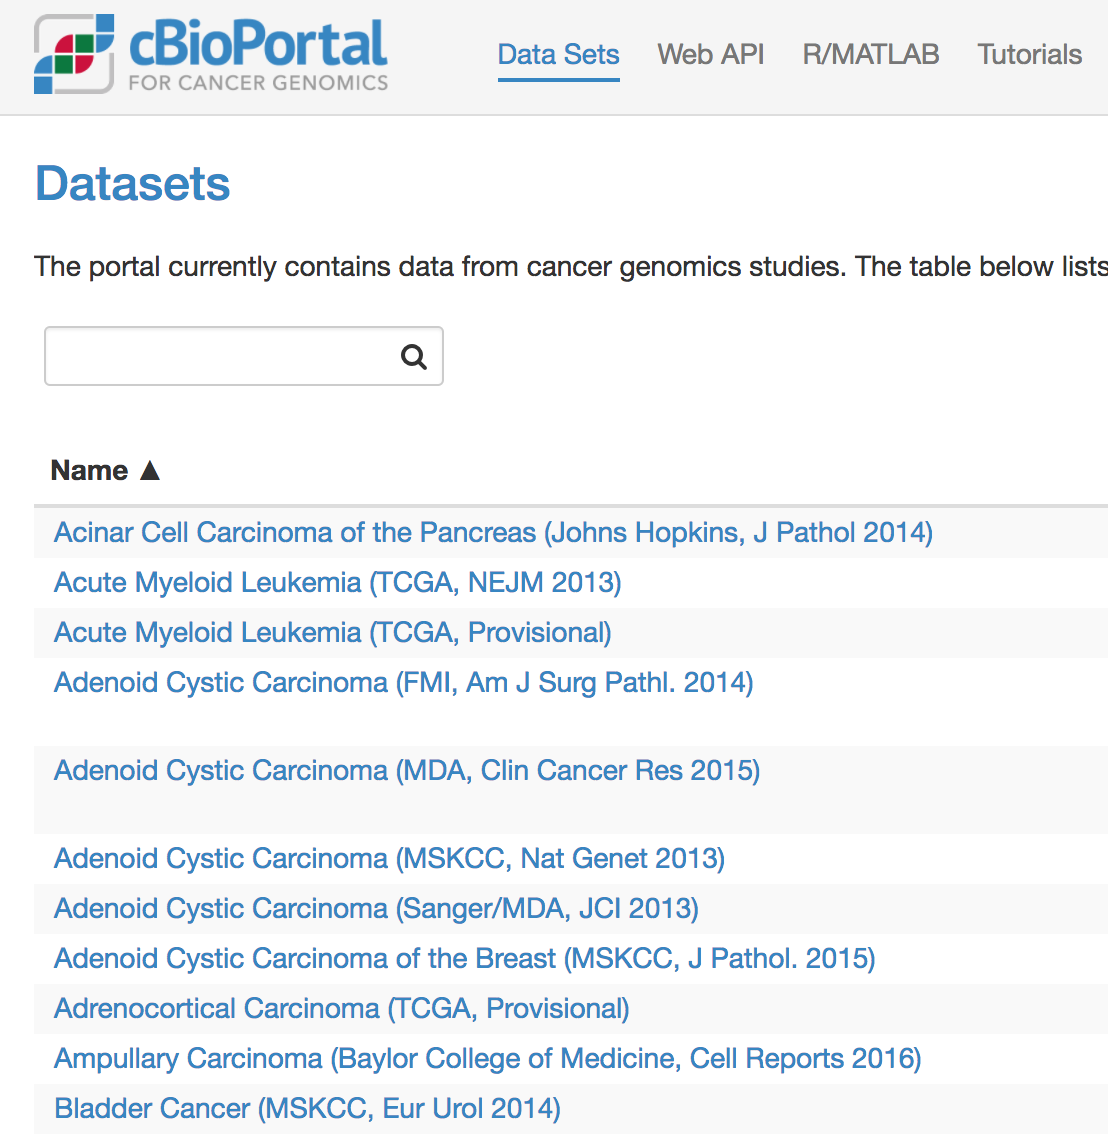 cBioPortal
FOR CANCER GENOMICS
Data Sets Web API R/MATLAB Tutorials
Datasets
The portal currently contains data from cancer genomics studies. The table below lists
Name ▲
Acinar Cell Carcinoma of the Pancreas (Johns Hopkins, J Pathol 2014)
Acute Myeloid Leukemia (TCGA, NEJM 2013)
Acute Myeloid Leukemia (TCGA, Provisional)
Adenoid Cystic Carcinoma (FMI, Am J Surg Pathl. 2014)
Adenoid Cystic Carcinoma (MDA, Clin Cancer Res 2015)
Adenoid Cystic Carcinoma (MSKCC, Nat Genet 2013)
Adenoid Cystic Carcinoma (Sanger/MDA, JCI 2013)
Adenoid Cystic Carcinoma of the Breast (MSKCC, J Pathol. 2015)
Adrenocortical Carcinoma (TCGA, Provisional)
Ampullary Carcinoma (Baylor College of Medicine, Cell Reports 2016)
Bladder Cancer (MSKCC, Eur Urol 2014)